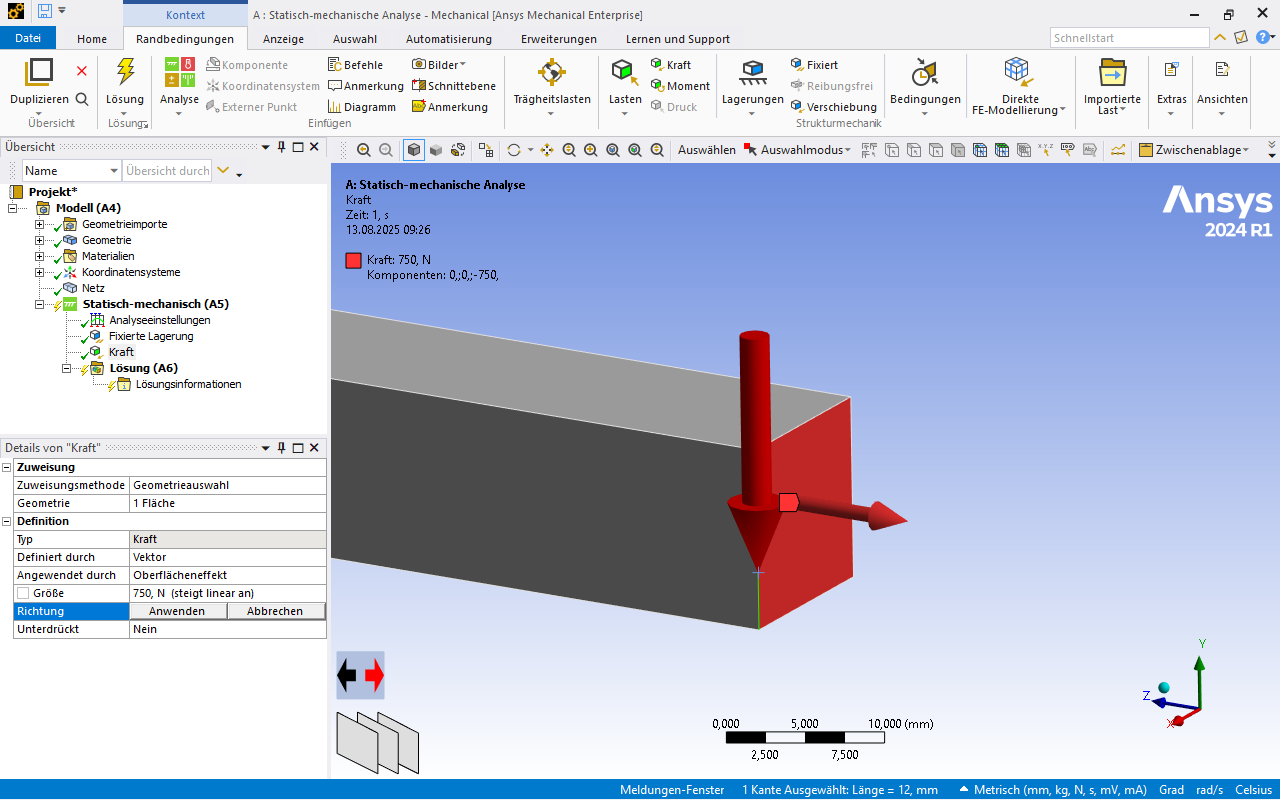 Kontext
A : Statisch-mechanische Analyse - Mechanical [Ansys Mechanical Enterprise]
Datei Home Randbedingungen Anzeige Auswahl Automatisierung Erweiterungen Lernen und Support Schnellstart
Duplizieren
Übersicht
Lösung
Lösung
Analyse
Komponente
Koordinatensystem
Externer Punkt
Befehle
Anmerkung
Diagramm
Bilder
Schnittebene
Anmerkung
Einfügen
Trägheitslasten
Lasten
Kraft
Moment
Druck
Lagerungen
Fixiert
Reibungsfrei
Verschiebung
Strukturmechanik
Bedingungen
Direkte
FE-Modellierung
Importierte
Last
Extras
Ansichten
Übersicht
Name Übersicht durch
Projekt*
Modell (A4)
Geometrieimporte
Geometrie
Materialien
Koordinatensysteme
Netz
Statisch-mechanisch (A5)
Analyseeinstellungen
Fixierte Lagerung
Kraft
Lösung (A6)
Lösungsinformationen
Details von "Kraft"
Zuweisung
Zuweisungsmethode Geometrieauswahl
Geometrie 1 Fläche
Definition
Typ Kraft
Definiert durch Vektor
Angewendet durch Oberflächeneffekt
Größe 750, N (steigt linear an)
Richtung Anwenden Abbrechen
Unterdrückt Nein
Auswählen Auswahlmodus Zwischenablage
A: Statisch-mechanische Analyse
Kraft
Zeit: 1, s
13.08.2025 09:26
Kraft: 750, N
Komponenten: 0,;0,;-750,
Ansys
2024 R1
0,000 5,000 10,000 (mm)
2,500 7,500
Y
Z
X
Meldungen-Fenster 1 Kante Ausgewählt: Länge = 12, mm Metrisch (mm, kg, N, s, mV, mA) Grad rad/s Celsius